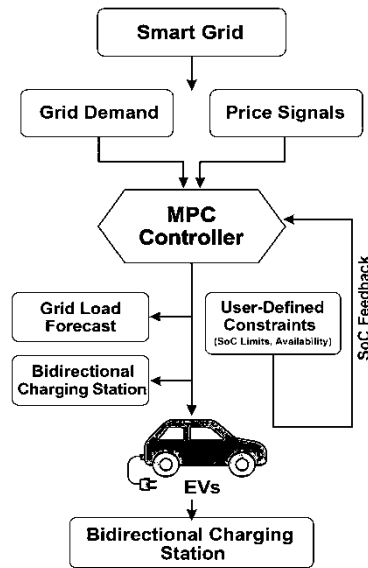 Smart Grid
Grid Demand
Price Signals
MPC
Controller
Grid Load
Forecast
User-Defined
Constraints
(SoC Limits, Availability)
SoC Feedback
Bidirectional
Charging Station
EVs
Bidirectional Charging
Station